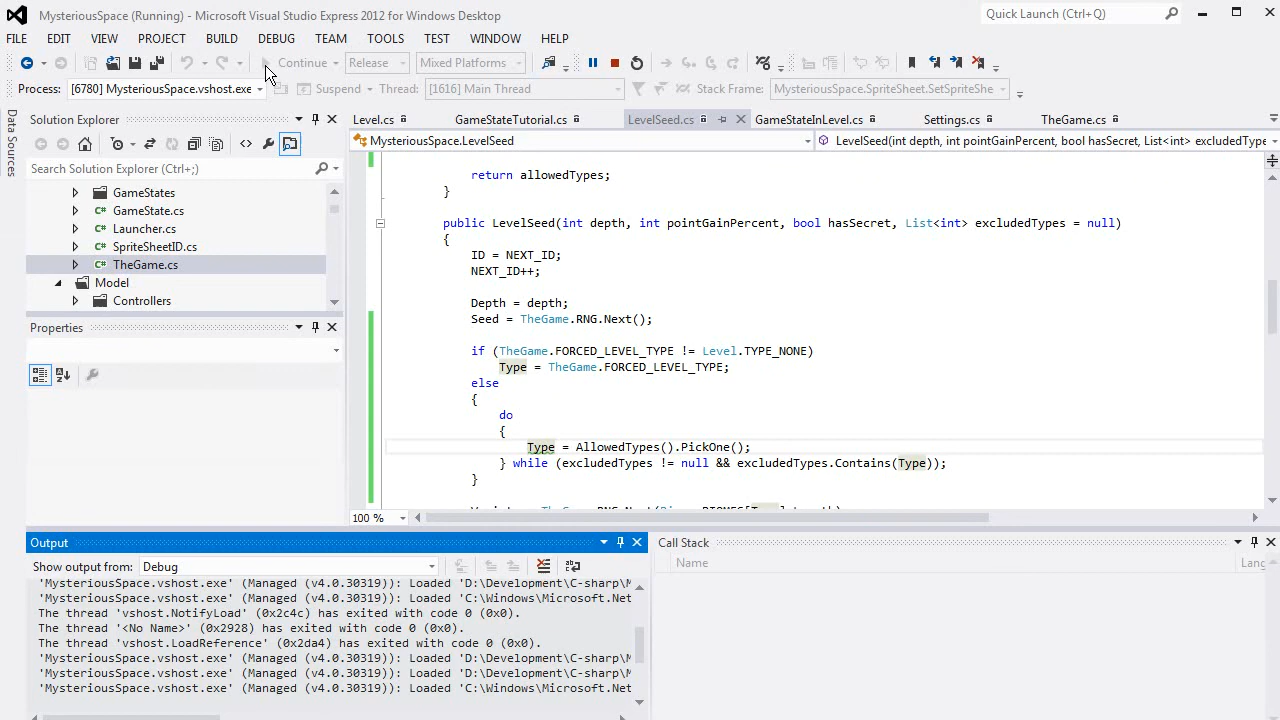 MysteriousSpace (Running) - Microsoft Visual Studio Express 2012 for Windows Desktop
Quick Launch (Ctrl+Q)
FILE EDIT VIEW PROJECT BUILD DEBUG TEAM TOOLS TEST WINDOW HELP
Continue Release Mixed Platforms
Process: [6780] MysteriousSpace.vshost.exe Suspend Thread: [1616] Main Thread Stack Frame: MysteriousSpace.SpriteSheet.SetSpriteShe
Data Sources
Solution Explorer
Search Solution Explorer (Ctrl+;)
GameStates
GameState.cs
Launcher.cs
SpriteSheetID.cs
TheGame.cs
Model
Controllers
Properties
Level.cs GameStateTutorial.cs LevelSeed.cs GameStateInLevel.cs Settings.cs TheGame.cs
MysteriousSpace.LevelSeed LevelSeed(int depth, int pointGainPercent, bool hasSecret, List<int> excludedType
return allowedTypes;
}
public LevelSeed(int depth, int pointGainPercent, bool hasSecret, List<int> excludedTypes = null)
{
ID = NEXT_ID;
NEXT_ID++;
Depth = depth;
Seed = TheGame.RNG.Next();
if (TheGame.FORCED_LEVEL_TYPE != Level.TYPE_NONE)
Type = TheGame.FORCED_LEVEL_TYPE;
else
{
do
{
Type = AllowedTypes().PickOne();
} while (excludedTypes != null && excludedTypes.Contains(Type));
}
100 %
Output
Show output from: Debug
'MysteriousSpace.vshost.exe' (Managed (v4.0.30319)): Loaded 'D:\Development\C-sharp\M
'MysteriousSpace.vshost.exe' (Managed (v4.0.30319)): Loaded 'C:\Windows\Microsoft.Net
The thread 'vshost.NotifyLoad' (0x2c4c) has exited with code 0 (0x0).
The thread '<No Name>' (0x2928) has exited with code 0 (0x0).
The thread 'vshost.LoadReference' (0x2da4) has exited with code 0 (0x0).
'MysteriousSpace.vshost.exe' (Managed (v4.0.30319)): Loaded 'D:\Development\C-sharp\M
'MysteriousSpace.vshost.exe' (Managed (v4.0.30319)): Loaded 'D:\Development\C-sharp\M
'MysteriousSpace.vshost.exe' (Managed (v4.0.30319)): Loaded 'C:\Windows\Microsoft.Net
Call Stack
Name Lang